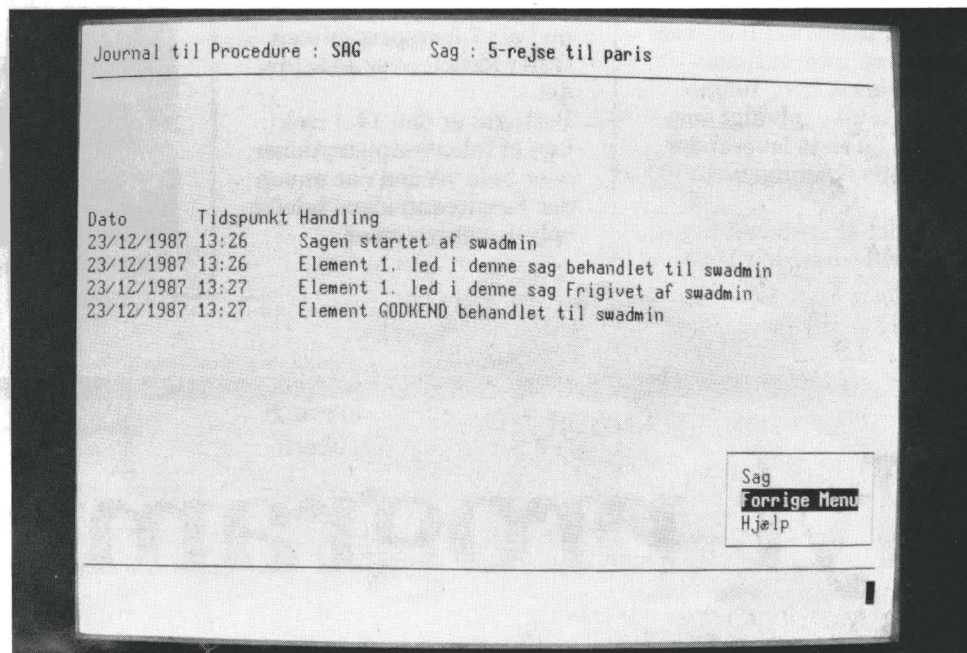 Journal til Procedure : SAG Sag : 5-rejse til paris
Dato Tidspunkt Handling
23/12/1987 13:26 Sagen startet af swadmin
23/12/1987 13:26 Element 1. led i denne sag behandlet til swadmin
23/12/1987 13:27 Element 1. led i denne sag Frigivet af swadmin
23/12/1987 13:27 Element GODKEND behandlet til swadmin
Sag
Forrige Menu
Hjælp